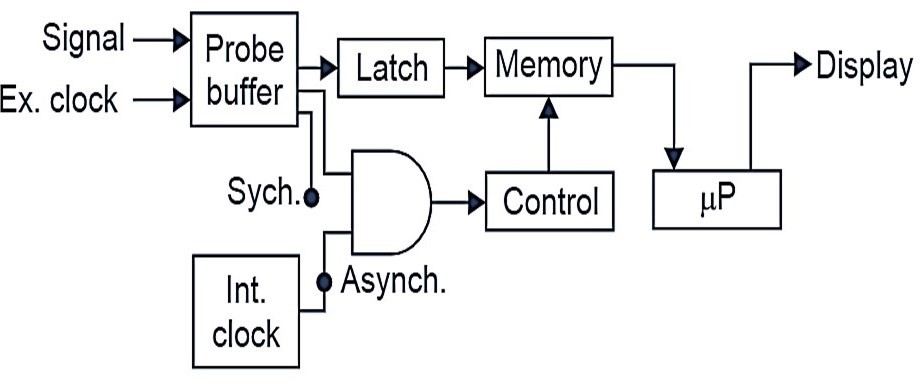 Signal
Ex. clock
Probe
buffer
Latch
Memory
Display
Sych.
Control
μP
Asynch.
Int.
clock